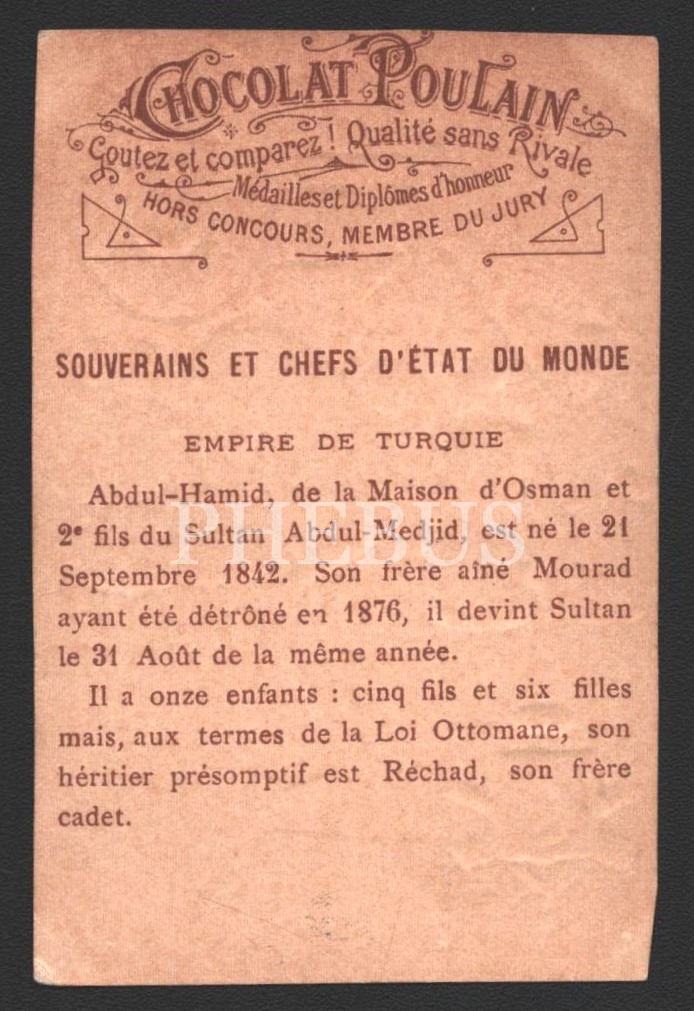 CHOCOLAT POULAIN
Goutez et comparez! Qualité sans Rivale
Médailles et Diplômes d'honneur
HORS CONCOURS, MEMBRE DU JURY
SOUVERAINS ET CHEFS D'ÉTAT DU MONDE
EMPIRE DE TURQUIE
Abdul-Hamid, de la Maison d'Osman et
2e fils du Sultan Abdul-Medjid, est né le 21
PHEBUS
Septembre 1842. Son frère aîné Mourad
ayant été détrôné en 1876, il devint Sultan
le 31 Août de la même année.
Il a onze enfants : cinq fils et six filles
mais, aux termes de la Loi Ottomane, son
héritier présomptif est Réchad, son frère
cadet.